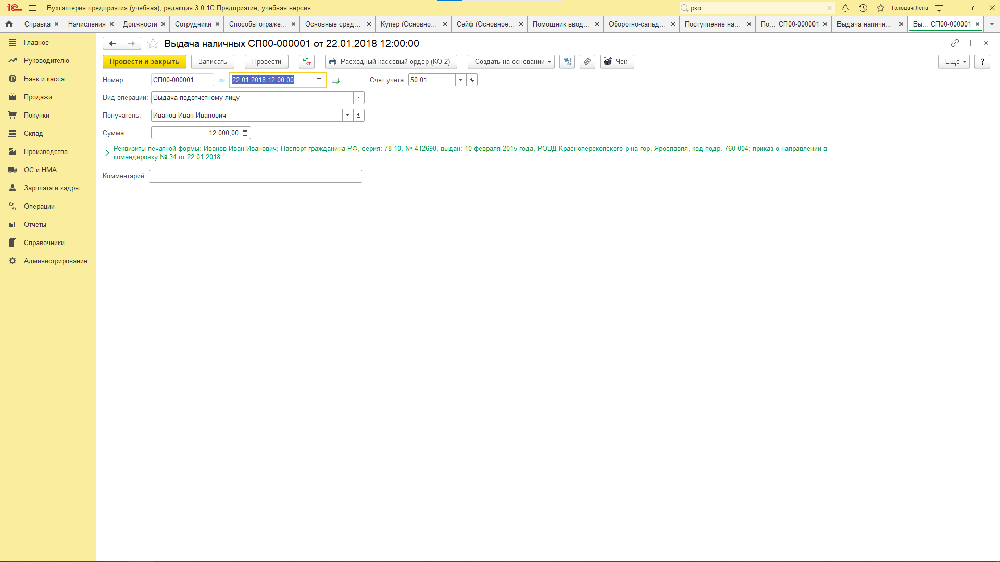 Бухгалтерия предприятия (учебная), редакция 3.0 1С:Предприятие, учебная версия
рко
Головач Лена
Справка
Начисления
Должности
Сотрудники
Способы отраже...
Основные сред...
Кулер (Основно...
Сейф (Основное...
Помощник ввод...
Оборотно-сальд...
Поступление на...
По... СП00-000001
Выдача наличн...
Вы... СП00-000001
Главное
Руководителю
Банк и касса
Продажи
Покупки
Склад
Производство
ОС и НМА
Зарплата и кадры
Операции
Отчеты
Справочники
Администрирование
Выдача наличных СП00-000001 от 22.01.2018 12:00:00
Провести и закрыть
Записать
Провести
Дт Кт
Расходный кассовый ордер (КО-2)
Создать на основании
Чек
Еще
?
Номер: СП00-000001 от: 22.01.2018 12:00:00 Счет учета: 50.01
Вид операции: Выдача подотчетному лицу
Получатель: Иванов Иван Иванович
Сумма: 12 000,00
Реквизиты печатной формы: Иванов Иван Иванович; Паспорт гражданина РФ, серия: 78 10, № 412698, выдан: 10 февраля 2015 года, РОВД Красноперекопского р-на гор. Ярославля, код подр. 760-004; приказ о направлении в
командировку № 34 от 22.01.2018.
Комментарий: